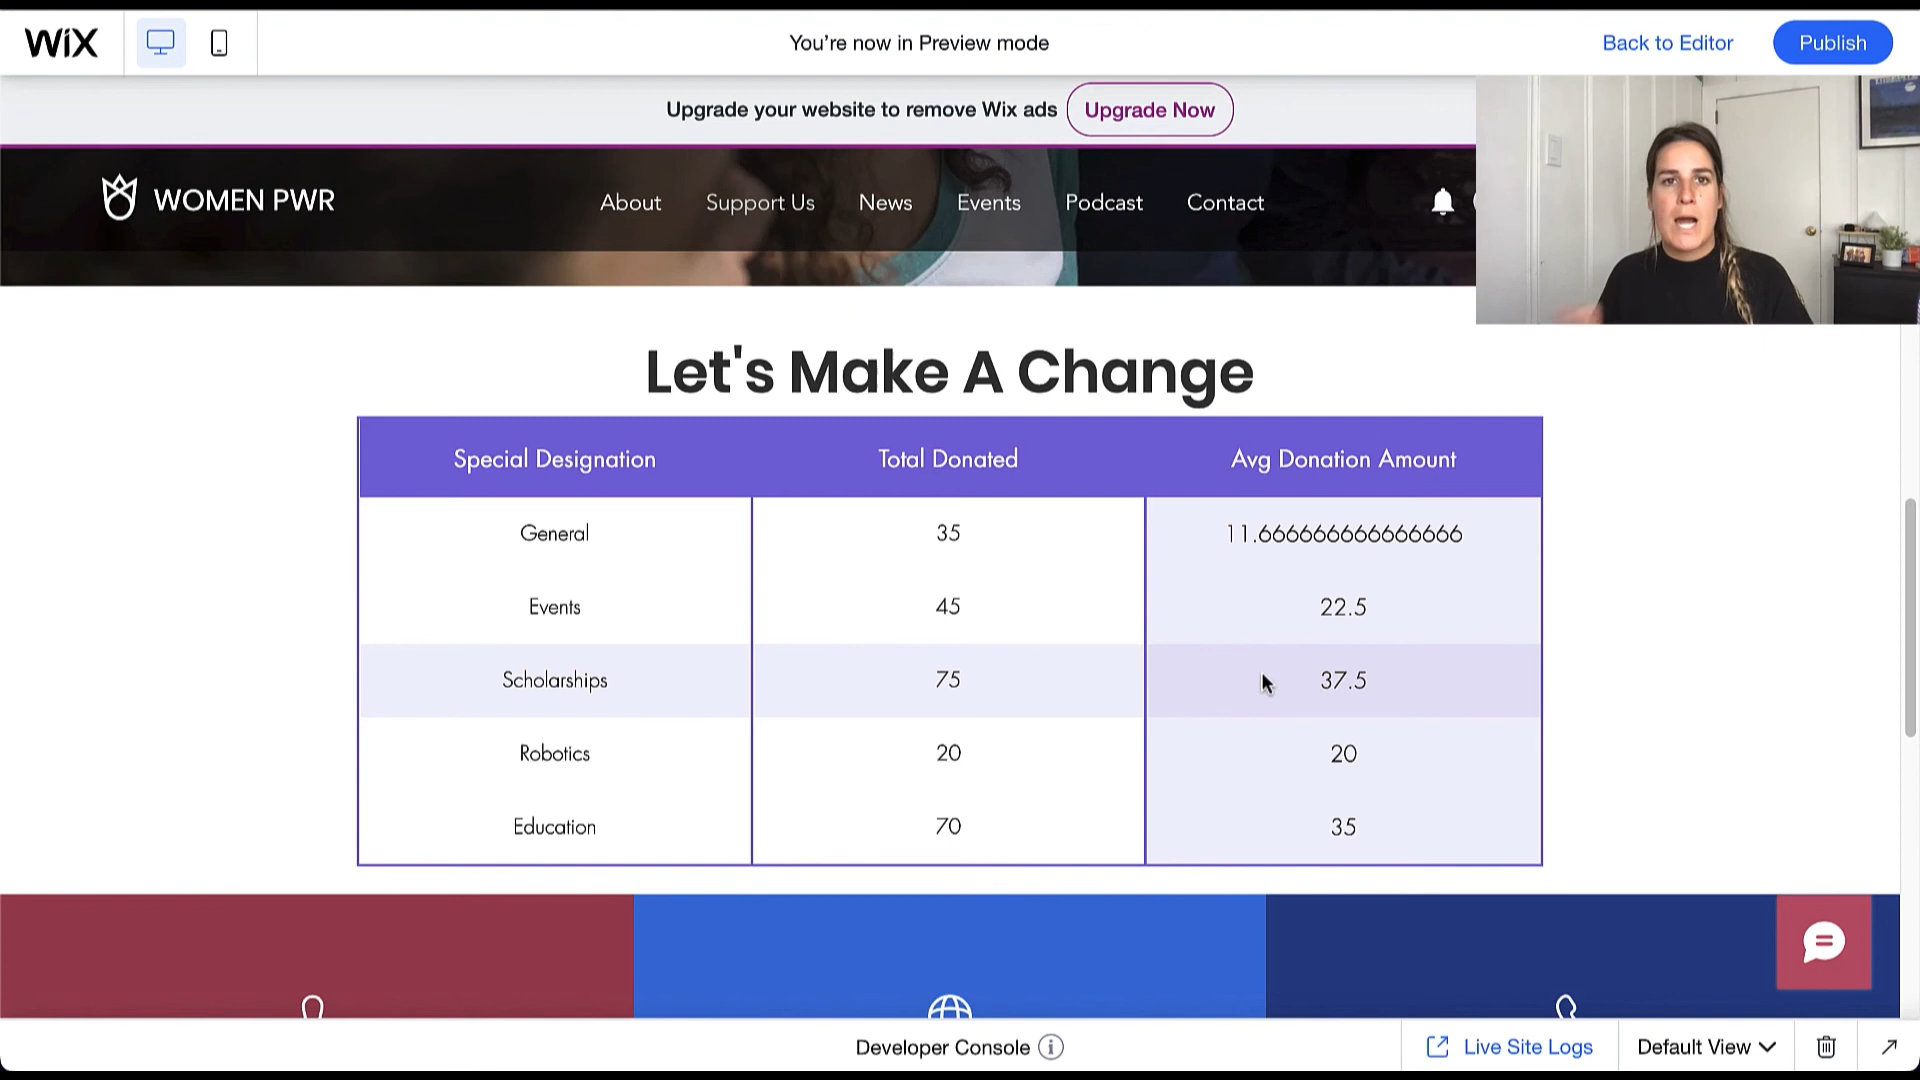 WiX
You're now in Preview mode
Back to Editor
Publish
Upgrade your website to remove Wix ads
Upgrade Now
WOMEN PWR
About
Support Us
News
Events
Podcast
Contact
Let's Make A Change
Special Designation
Total Donated
Avg Donation Amount
General
35
11.666666666666666
Events
45
22.5
Scholarships
75
37.5
Robotics
20
20
Education
70
35
Developer Console
Live Site Logs
Default View